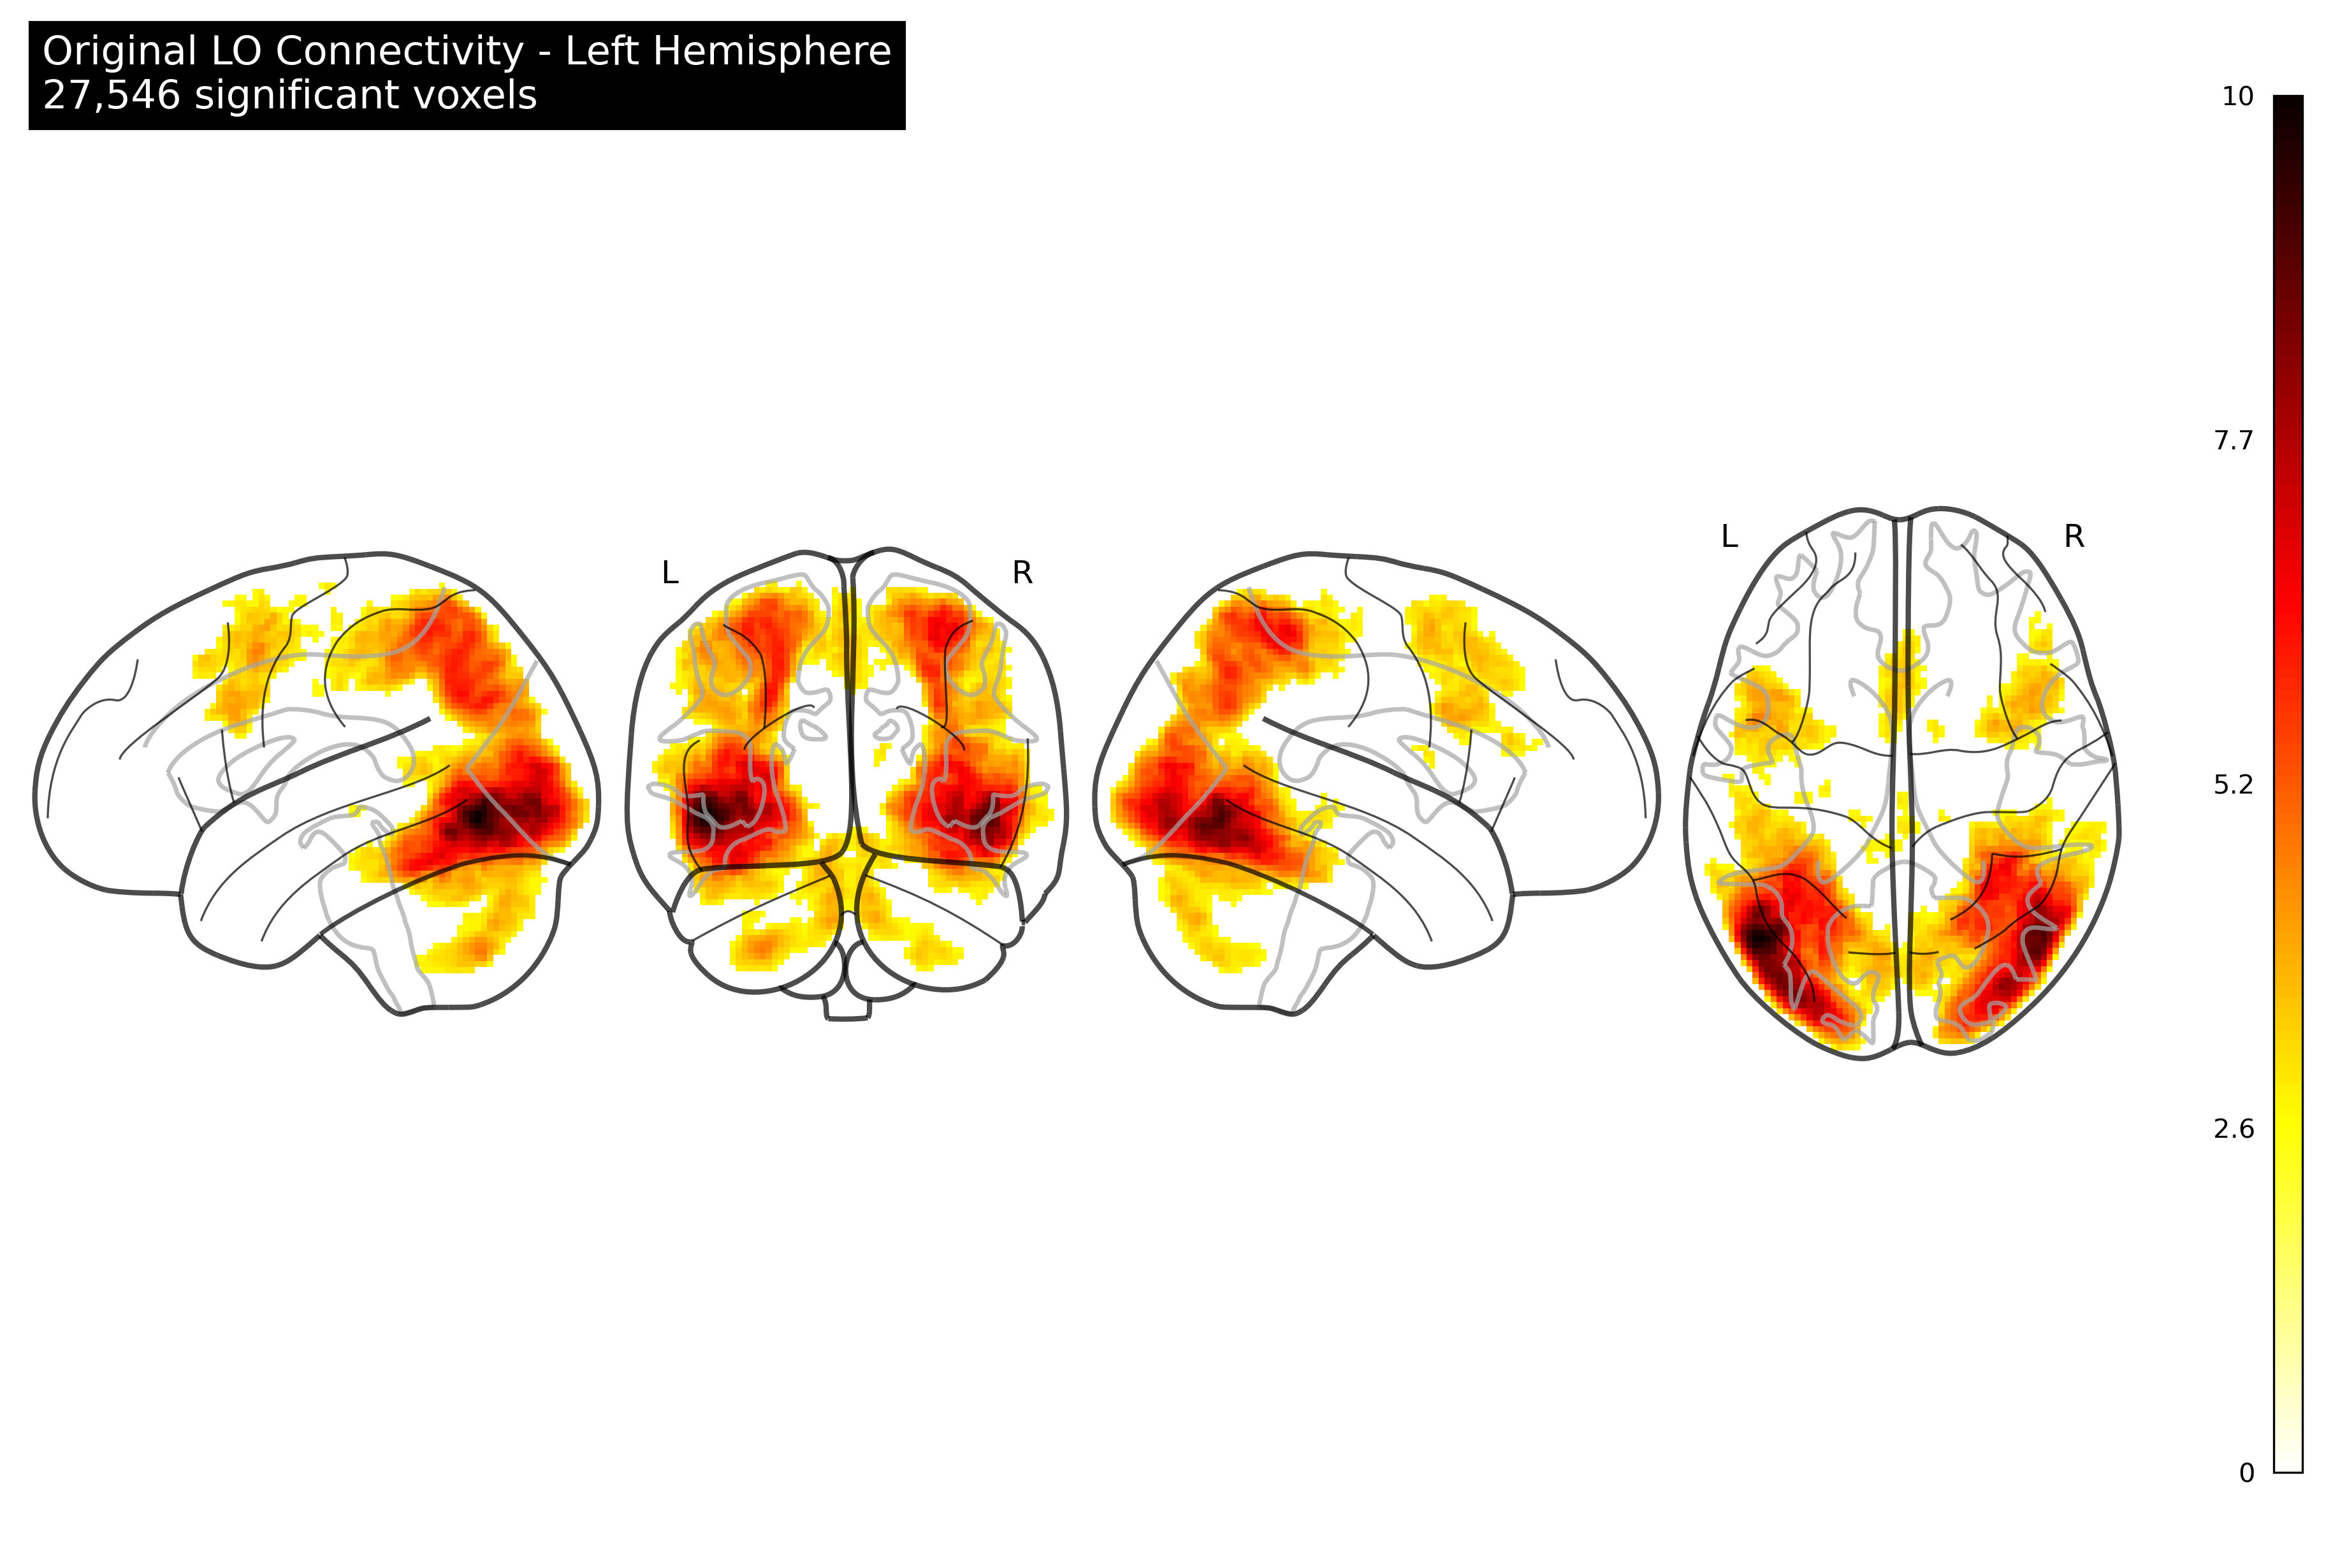 Original LO Connectivity - Left Hemisphere
27,546 significant voxels
10
7.7
L
R
L
R
5.2
2.6
0